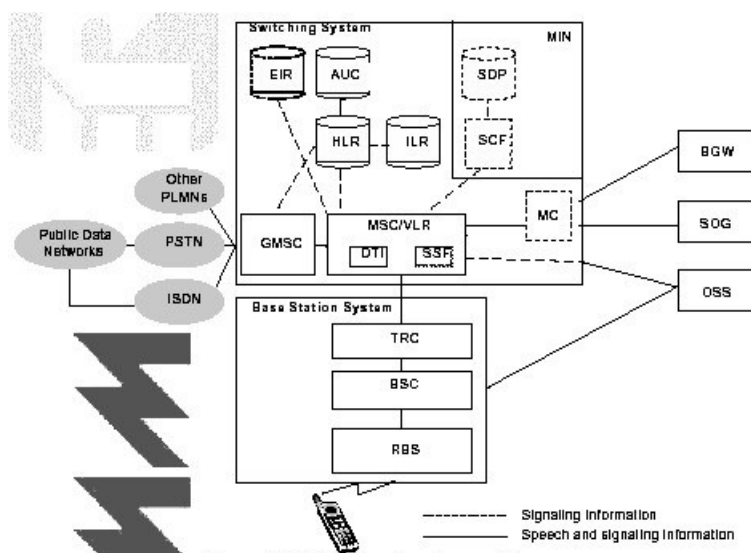 Switching System
MIN
EIR
AUC
SDP
HLR
ILR
SCF
BGW
Other
PLMNs
MSC/VLR
MC
Public Data
Networks
PSTN
GMSC
DTI
SSF
SOG
ISDN
OSS
Base Station System
TRC
BSC
RBS
Signaling information
Speech and signaling information